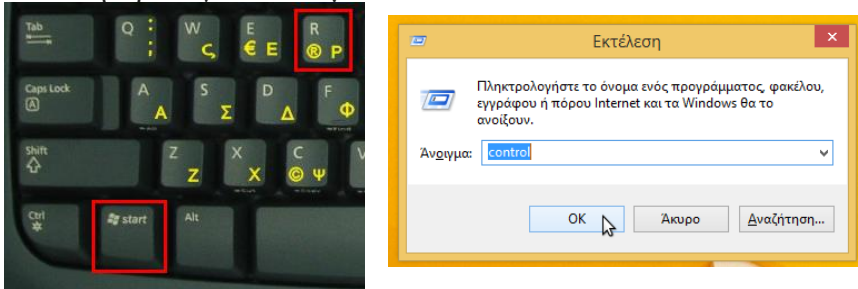 Tab Q : ; W ς E € Ε R ® Ρ
Caps Lock A Α S Σ D Δ F Φ
Shift Z Ζ X Χ C © Ψ V
Ctrl start Alt
Εκτέλεση
Πληκτρολογήστε το όνομα ενός προγράμματος, φακέλου,
εγγράφου ή πόρου Internet και τα Windows θα το
ανοίξουν.
Άνοιγμα: control
OK Άκυρο Αναζήτηση...